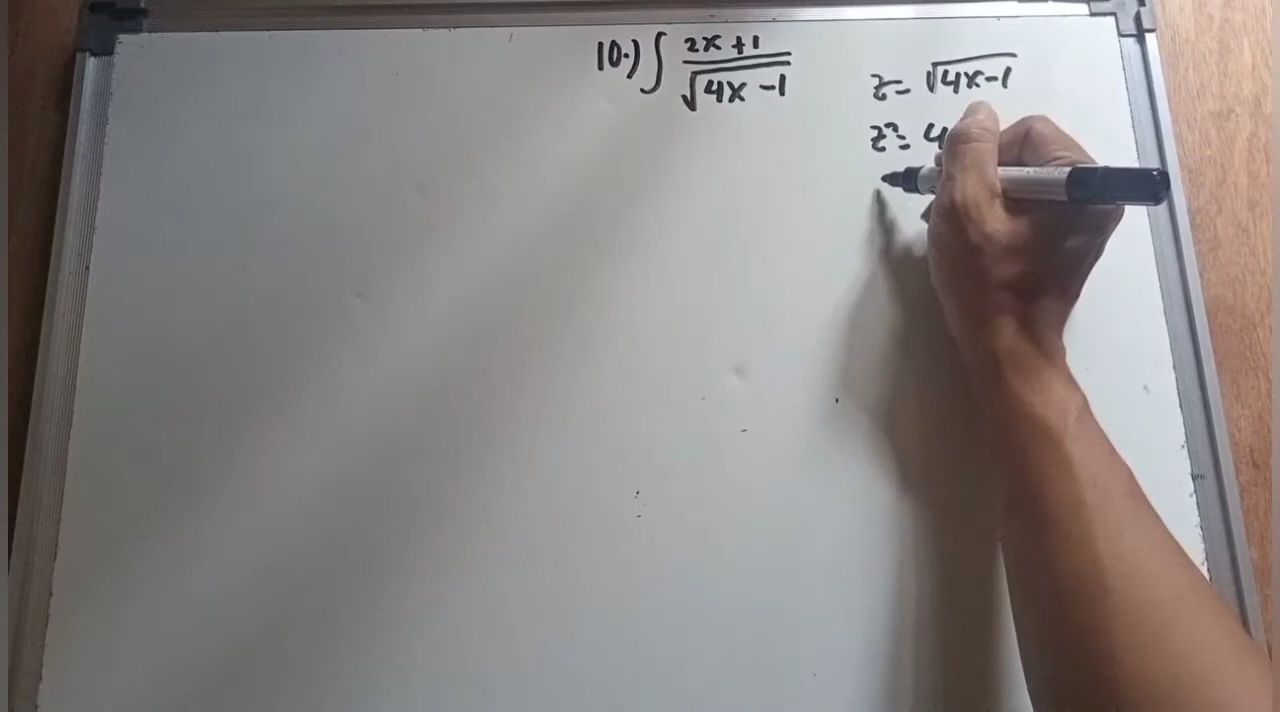 10.) ∫ (2x + 1)/√(4x - 1)
z = √(4x - 1)
z² = 4